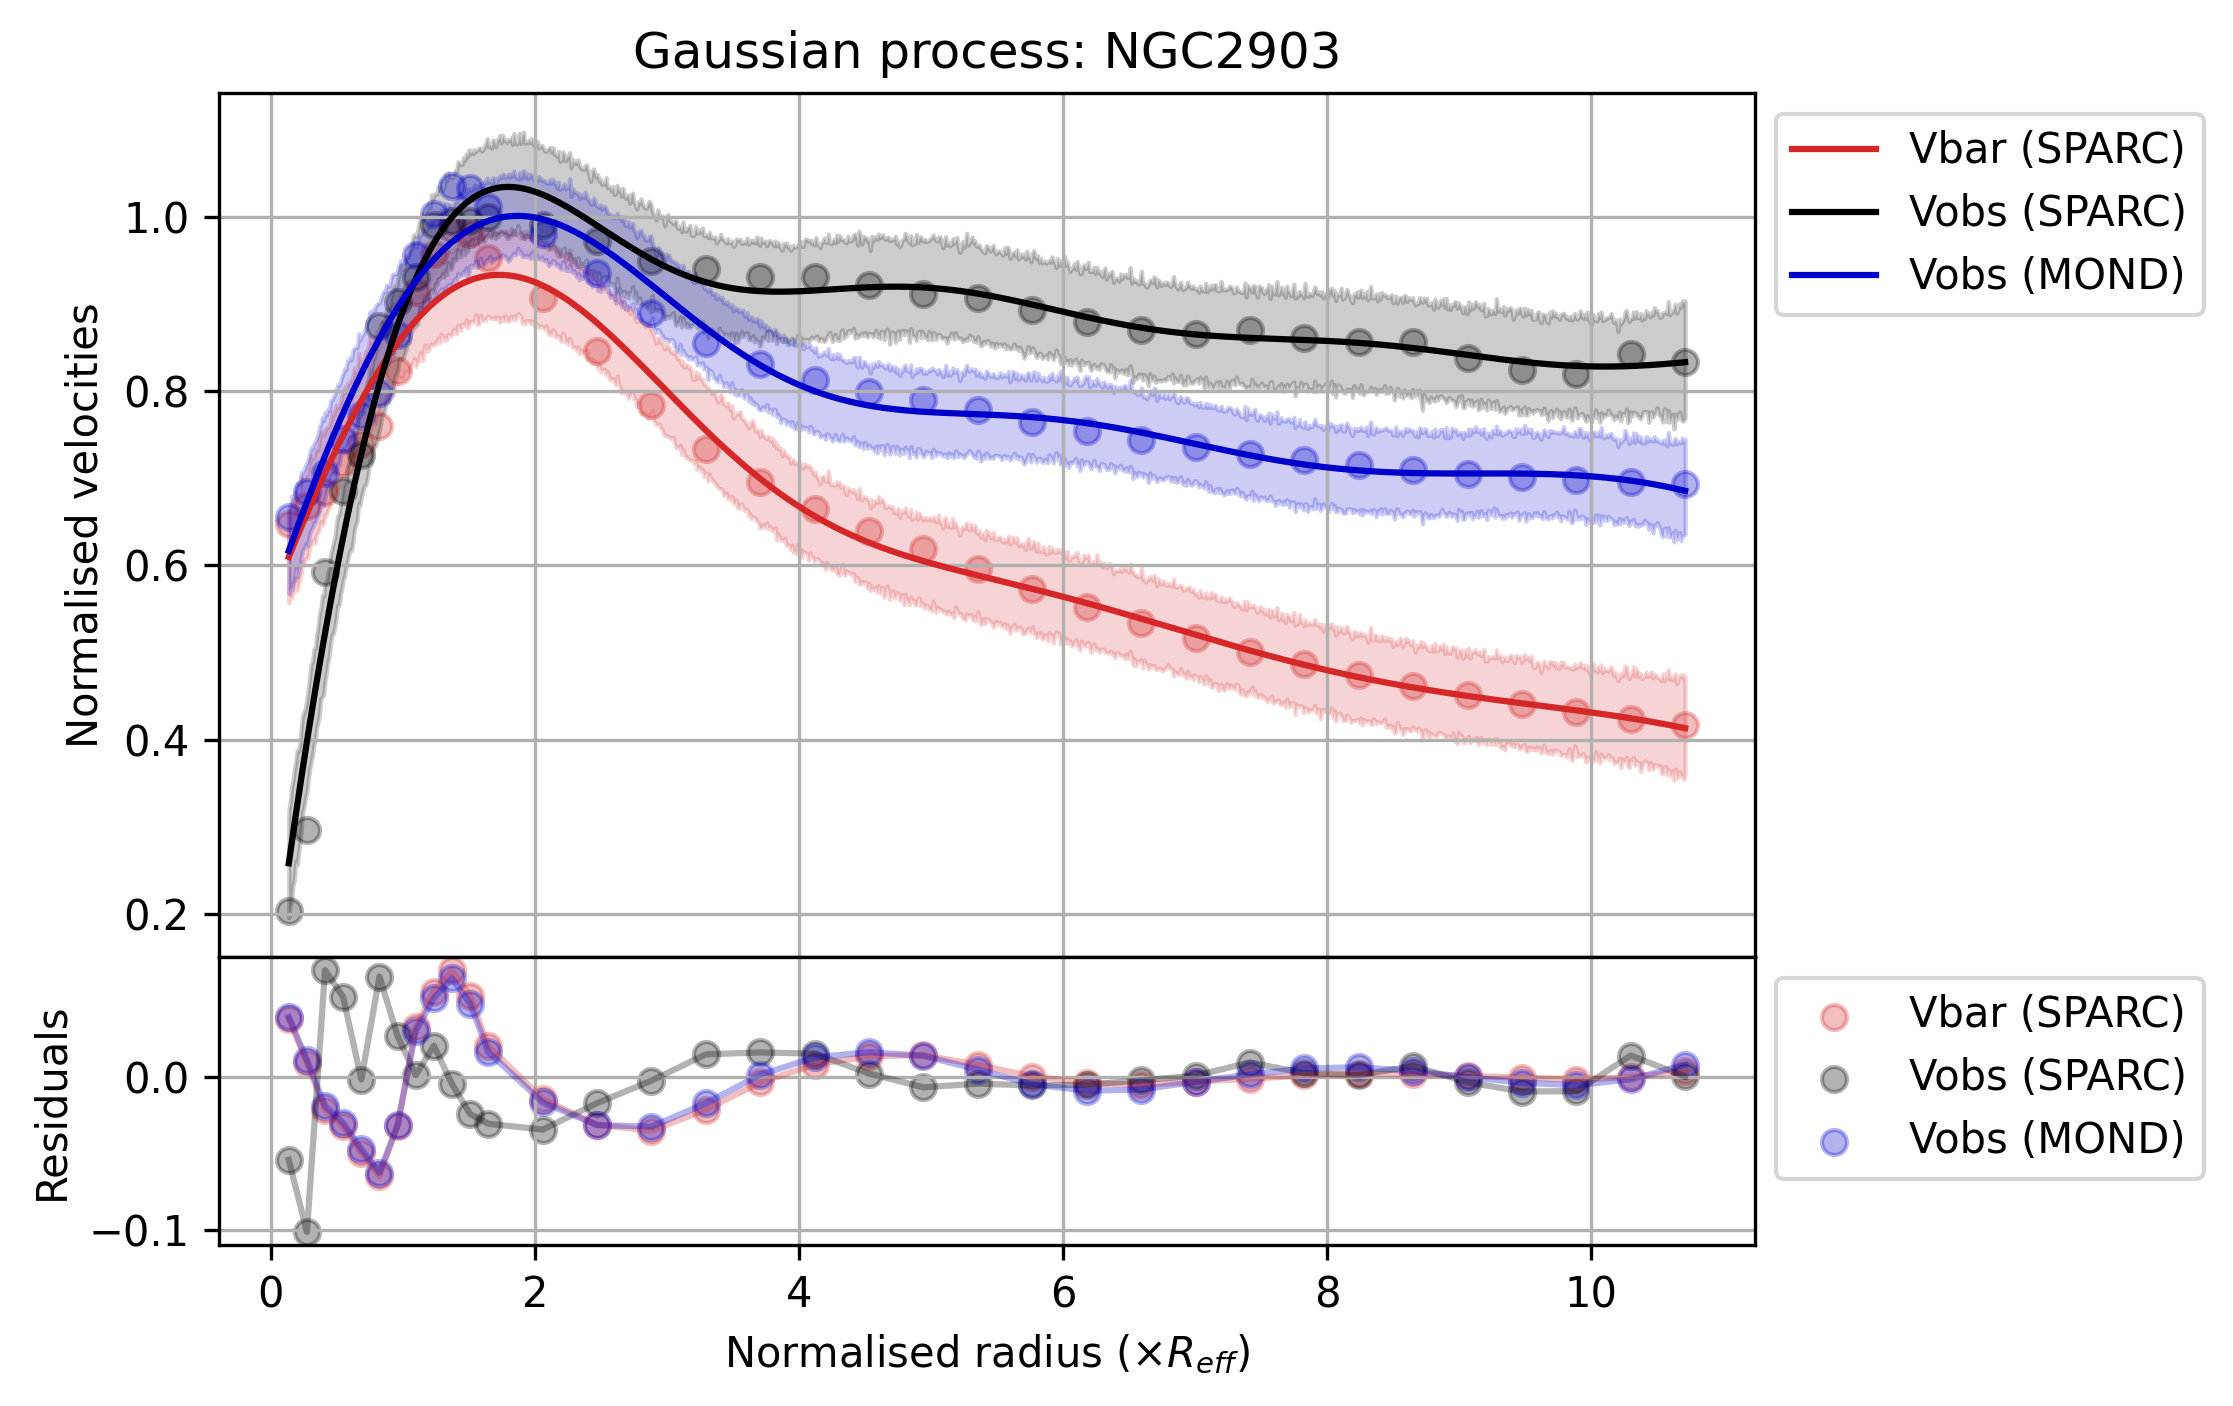 Gaussian process: NGC2903
Normalised velocities
1.0
0.8
0.6
0.4
0.2
Vbar (SPARC)
Vobs (SPARC)
Vobs (MOND)
Residuals
0.0
−0.1
Vbar (SPARC)
Vobs (SPARC)
Vobs (MOND)
0 2 4 6 8 10
Normalised radius (×R_eff)